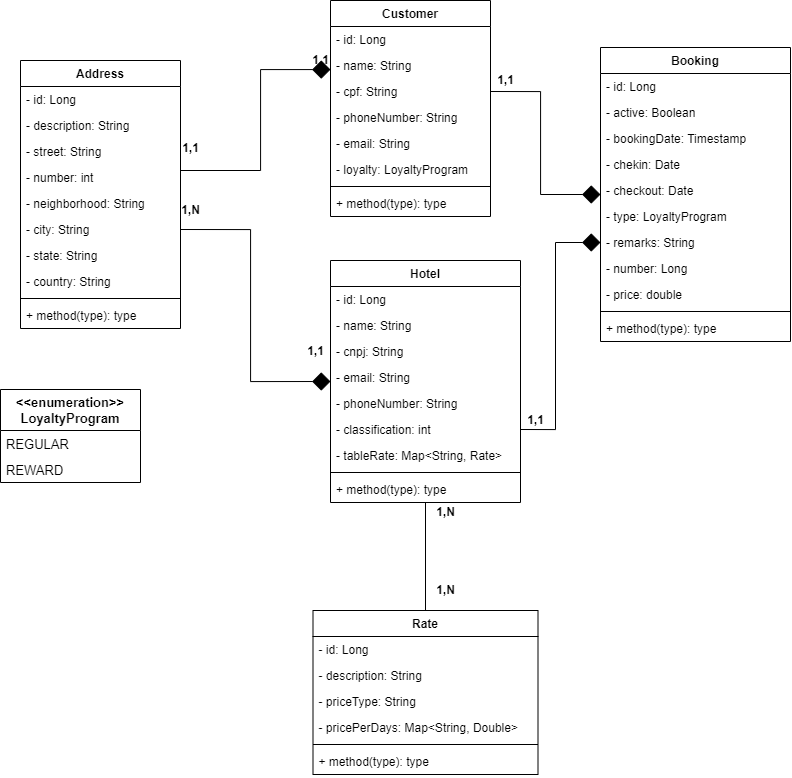 Customer
- id: Long
- name: String
- cpf: String
- phoneNumber: String
- email: String
- loyalty: LoyaltyProgram
+ method(type): type
1,1
1,1
Address
- id: Long
- description: String
- street: String
- number: int
- neighborhood: String
- city: String
- state: String
- country: String
+ method(type): type
1,1
1,N
Booking
- id: Long
- active: Boolean
- bookingDate: Timestamp
- chekin: Date
- checkout: Date
- type: LoyaltyProgram
- remarks: String
- number: Long
- price: double
+ method(type): type
Hotel
- id: Long
- name: String
- cnpj: String
- email: String
- phoneNumber: String
- classification: int
- tableRate: Map<String, Rate>
+ method(type): type
1,1
1,1
1,N
<<enumeration>>
LoyaltyProgram
REGULAR
REWARD
1,N
Rate
- id: Long
- description: String
- priceType: String
- pricePerDays: Map<String, Double>
+ method(type): type